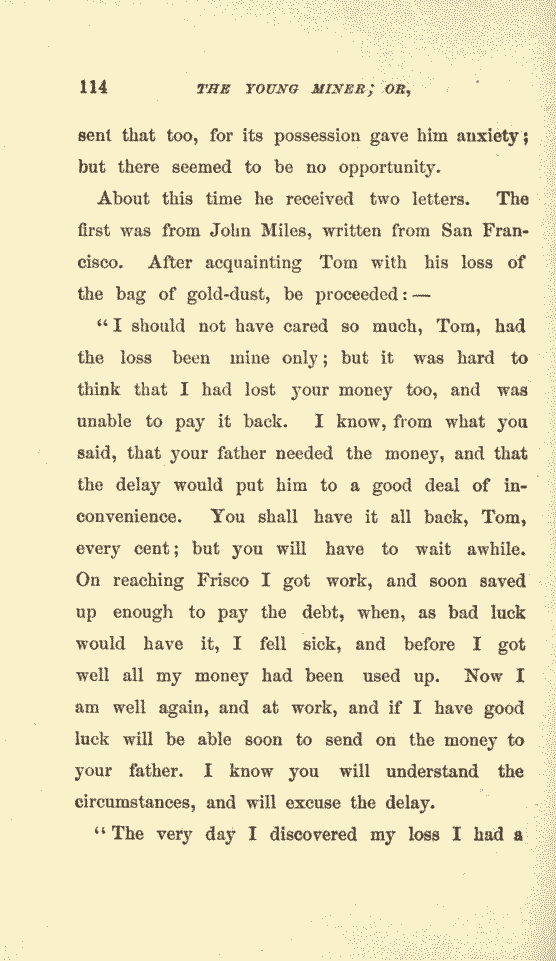 114 THE YOUNG MINER; OR,
sent that too, for its possession gave him anxiety;
but there seemed to be no opportunity.
About this time he received two letters. The
first was from John Miles, written from San Fran-
cisco. After acquainting Tom with his loss of
the bag of gold-dust, be proceeded:—
"I should not have cared so much, Tom, had
the loss been mine only; but it was hard to
think that I had lost your money too, and was
unable to pay it back. I know, from what you
said, that your father needed the money, and that
the delay would put him to a good deal of in-
convenience. You shall have it all back, Tom,
every cent; but you will have to wait awhile.
On reaching Frisco I got work, and soon saved
up enough to pay the debt, when, as bad luck
would have it, I fell sick, and before I got
well all my money had been used up. Now I
am well again, and at work, and if I have good
luck will be able soon to send on the money to
your father. I know you will understand the
circumstances, and will excuse the delay.
"The very day I discovered my loss I had a